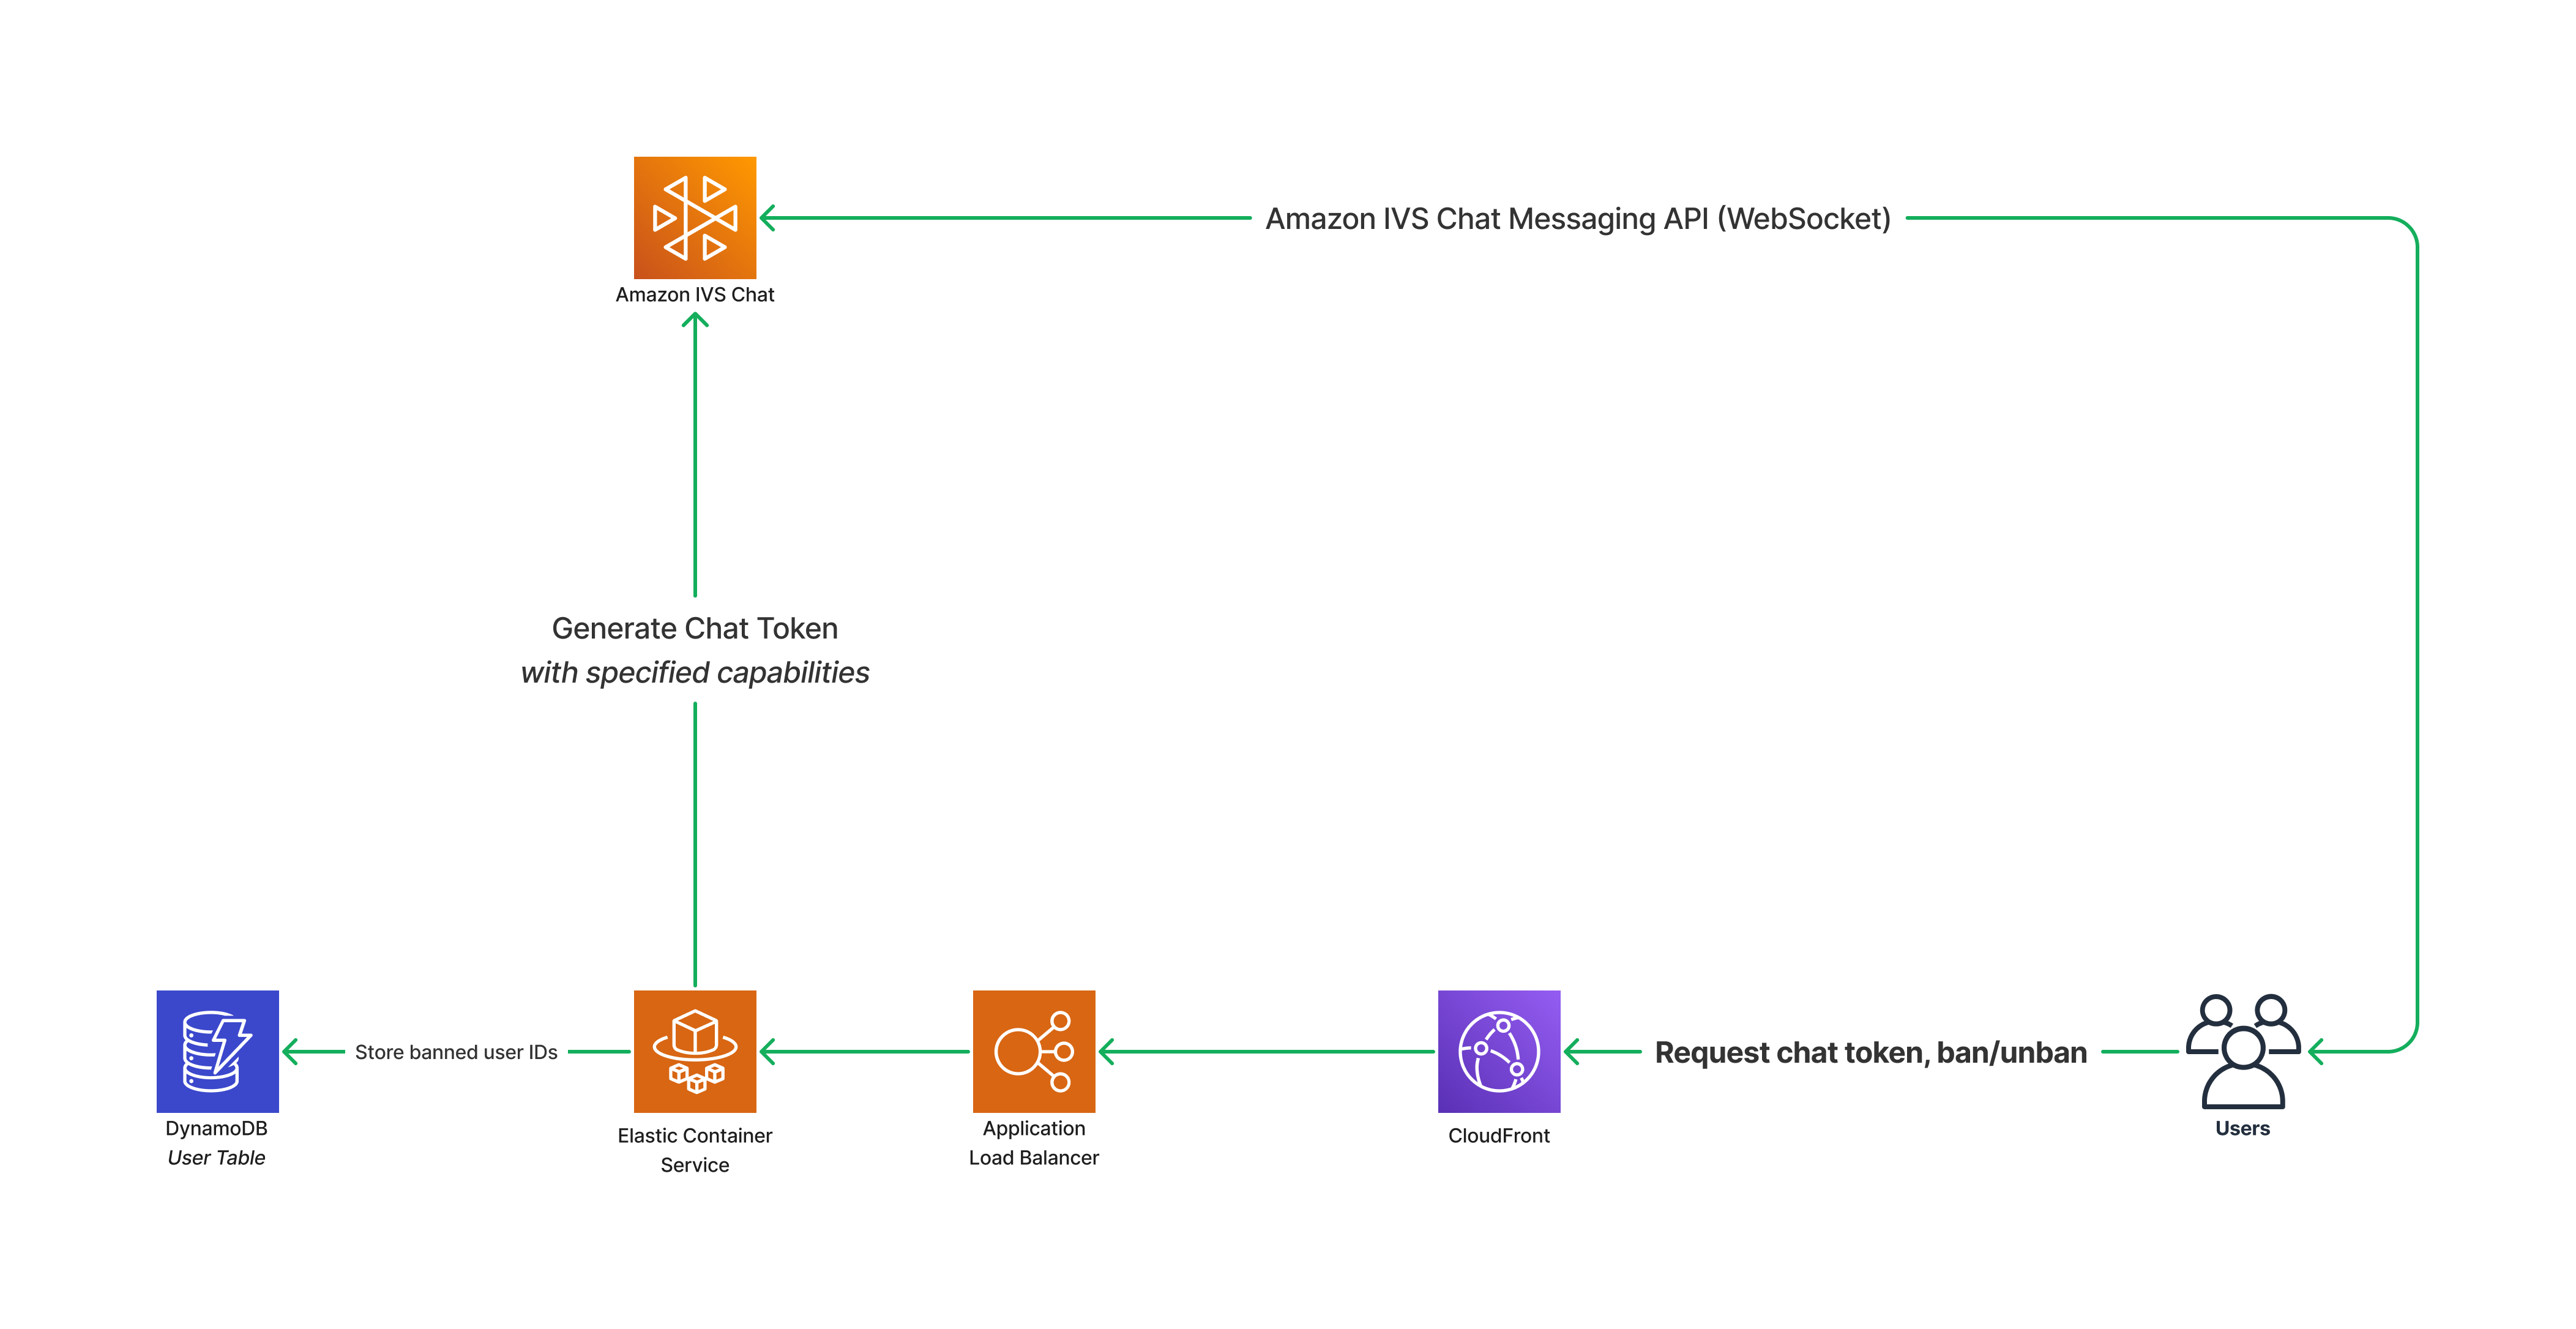 Amazon IVS Chat Messaging API (WebSocket)
Amazon IVS Chat
Generate Chat Token
with specified capabilities
Store banned user IDs
Request chat token, ban/unban
DynamoDB
User Table
Elastic Container
Service
Application
Load Balancer
CloudFront
Users